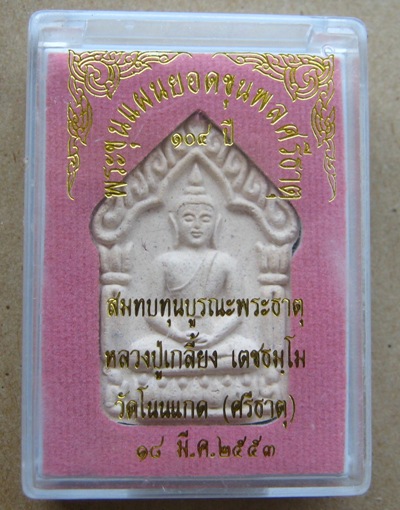 พระขุนแผนยอดขุนพลศรีธาตุ
๑๐๔ ปี
สมทบทุนบูรณะพระธาตุ
หลวงปู่เกลี้ยง เตชธมฺโม
วัดโนนแกด (ศรีธาตุ)
๑๘ มี.ค.๒๕๕๓